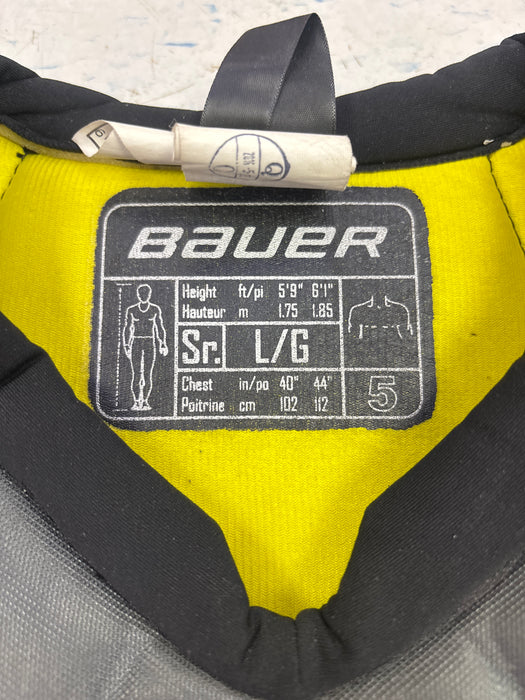 BAUER
Height ft/pi 5'9" 6'1"
Hauteur m 1.75 1.85
Sr. L/G
Chest in/po 40" 44"
Poitrine cm 102 112
5